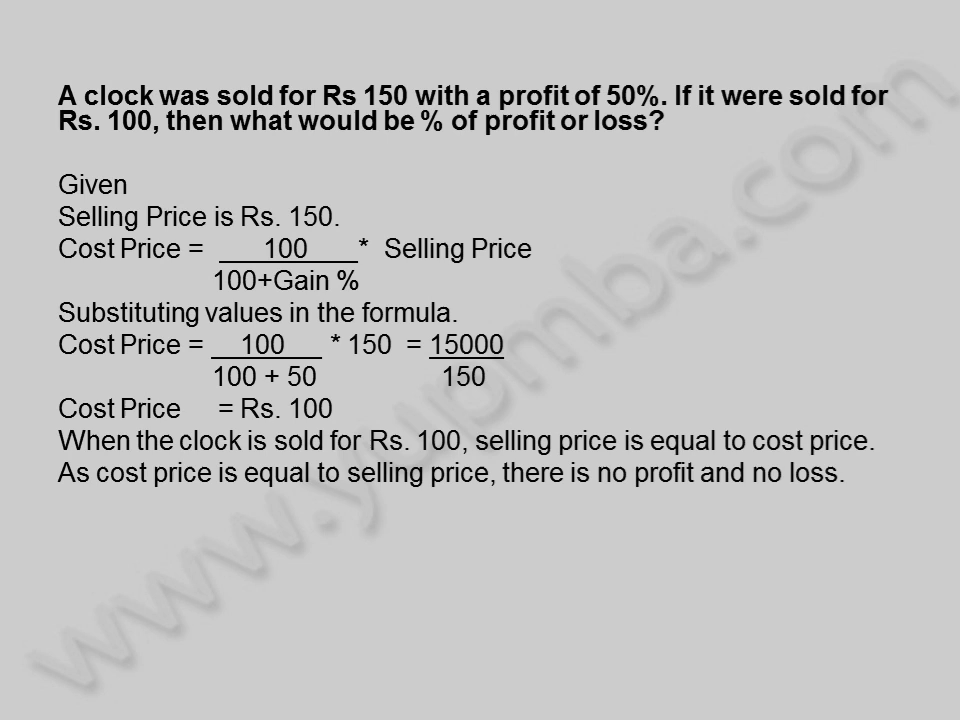 A clock was sold for Rs 150 with a profit of 50%. If it were sold for
Rs. 100, then what would be % of profit or loss?
Given
Selling Price is Rs. 150.
Cost Price = 100 * Selling Price
100+Gain %
Substituting values in the formula.
Cost Price = 100 * 150 = 15000
100 + 50 150
Cost Price = Rs. 100
When the clock is sold for Rs. 100, selling price is equal to cost price.
As cost price is equal to selling price, there is no profit and no loss.
www.yupmba.com